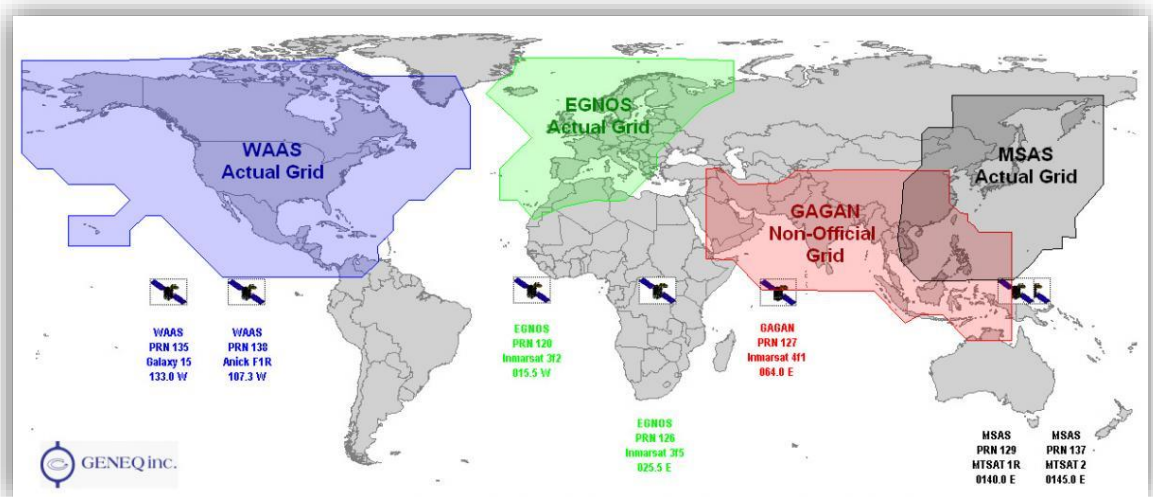 WAAS
Actual Grid
EGNOS
Actual Grid
MSAS
Actual Grid
GAGAN
Non-Official
Grid
WAAS
PRN 135
Galaxy 15
133.0 W
WAAS
PRN 138
Anick F1R
107.3 W
EGNOS
PRN 120
Inmarsat 3f2
015.5 W
EGNOS
PRN 126
Inmarsat 3f5
025.5 E
GAGAN
PRN 127
Inmarsat 4f1
064.0 E
MSAS
PRN 129
MTSAT 1R
0140.0 E
MSAS
PRN 137
MTSAT 2
0145.0 E
GENEQ inc.